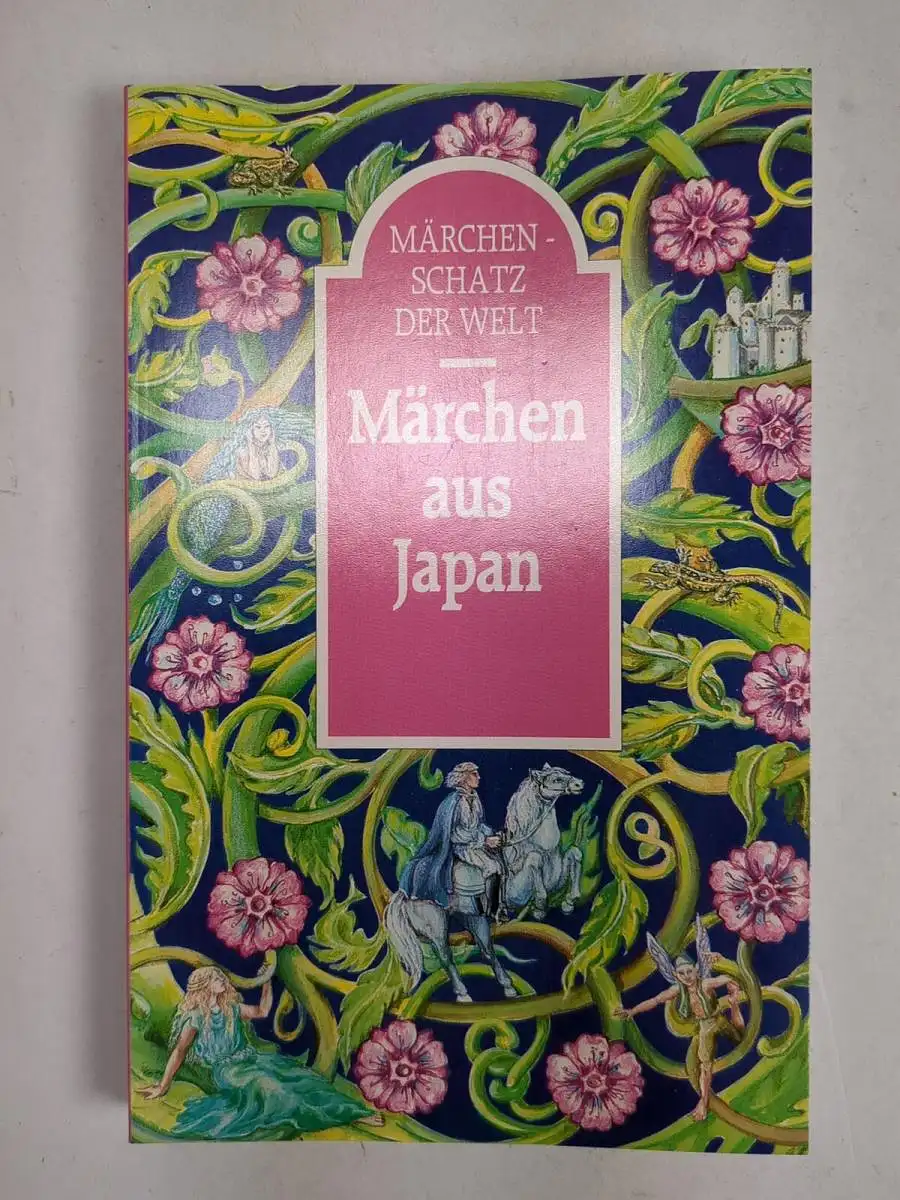 MÄRCHEN-
SCHATZ
DER WELT
Märchen
aus
Japan